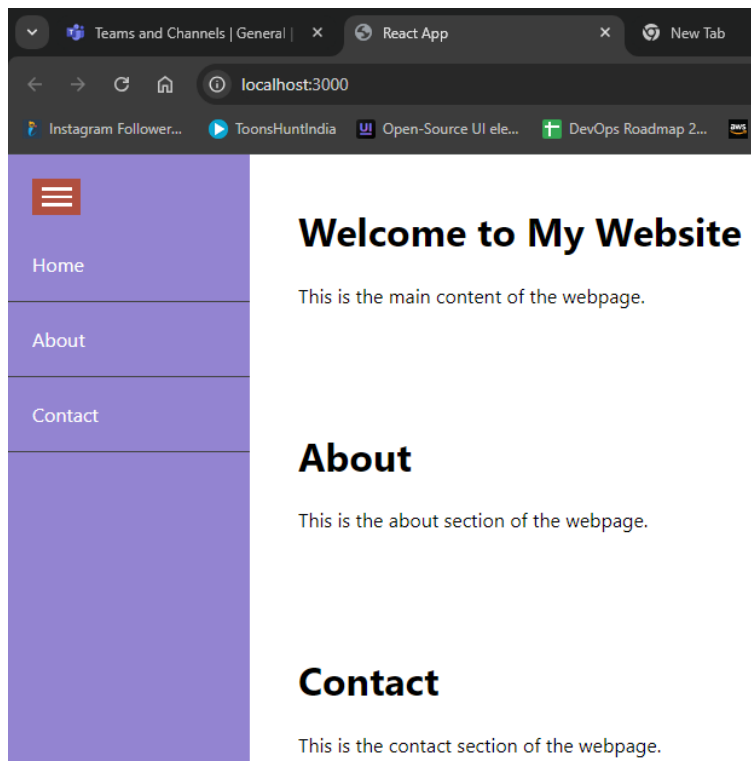 Teams and Channels | General |
React App
New Tab
localhost:3000
Instagram Follower...
ToonsHuntIndia
UI
Open-Source UI ele...
DevOps Roadmap 2...
aws
Home
About
Contact
Welcome to My Website
This is the main content of the webpage.
About
This is the about section of the webpage.
Contact
This is the contact section of the webpage.